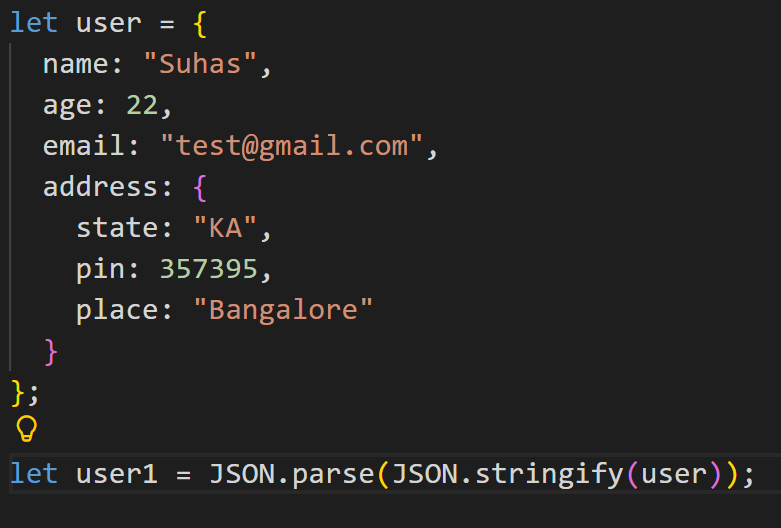 let user = {
  name: "Suhas",
  age: 22,
  email: "test@gmail.com",
  address: {
    state: "KA",
    pin: 357395,
    place: "Bangalore"
  }
};
let user1 = JSON.parse(JSON.stringify(user));